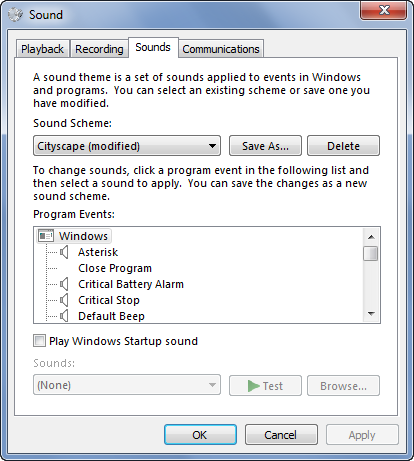 Sound
Playback Recording Sounds Communications
A sound theme is a set of sounds applied to events in Windows
and programs.  You can select an existing scheme or save one you
have modified.
Sound Scheme:
Cityscape (modified) Save As... Delete
To change sounds, click a program event in the following list and
then select a sound to apply.  You can save the changes as a new
sound scheme.
Program Events:
Windows
Asterisk
Close Program
Critical Battery Alarm
Critical Stop
Default Beep
Play Windows Startup sound
Sounds:
(None) Test Browse...
OK Cancel Apply